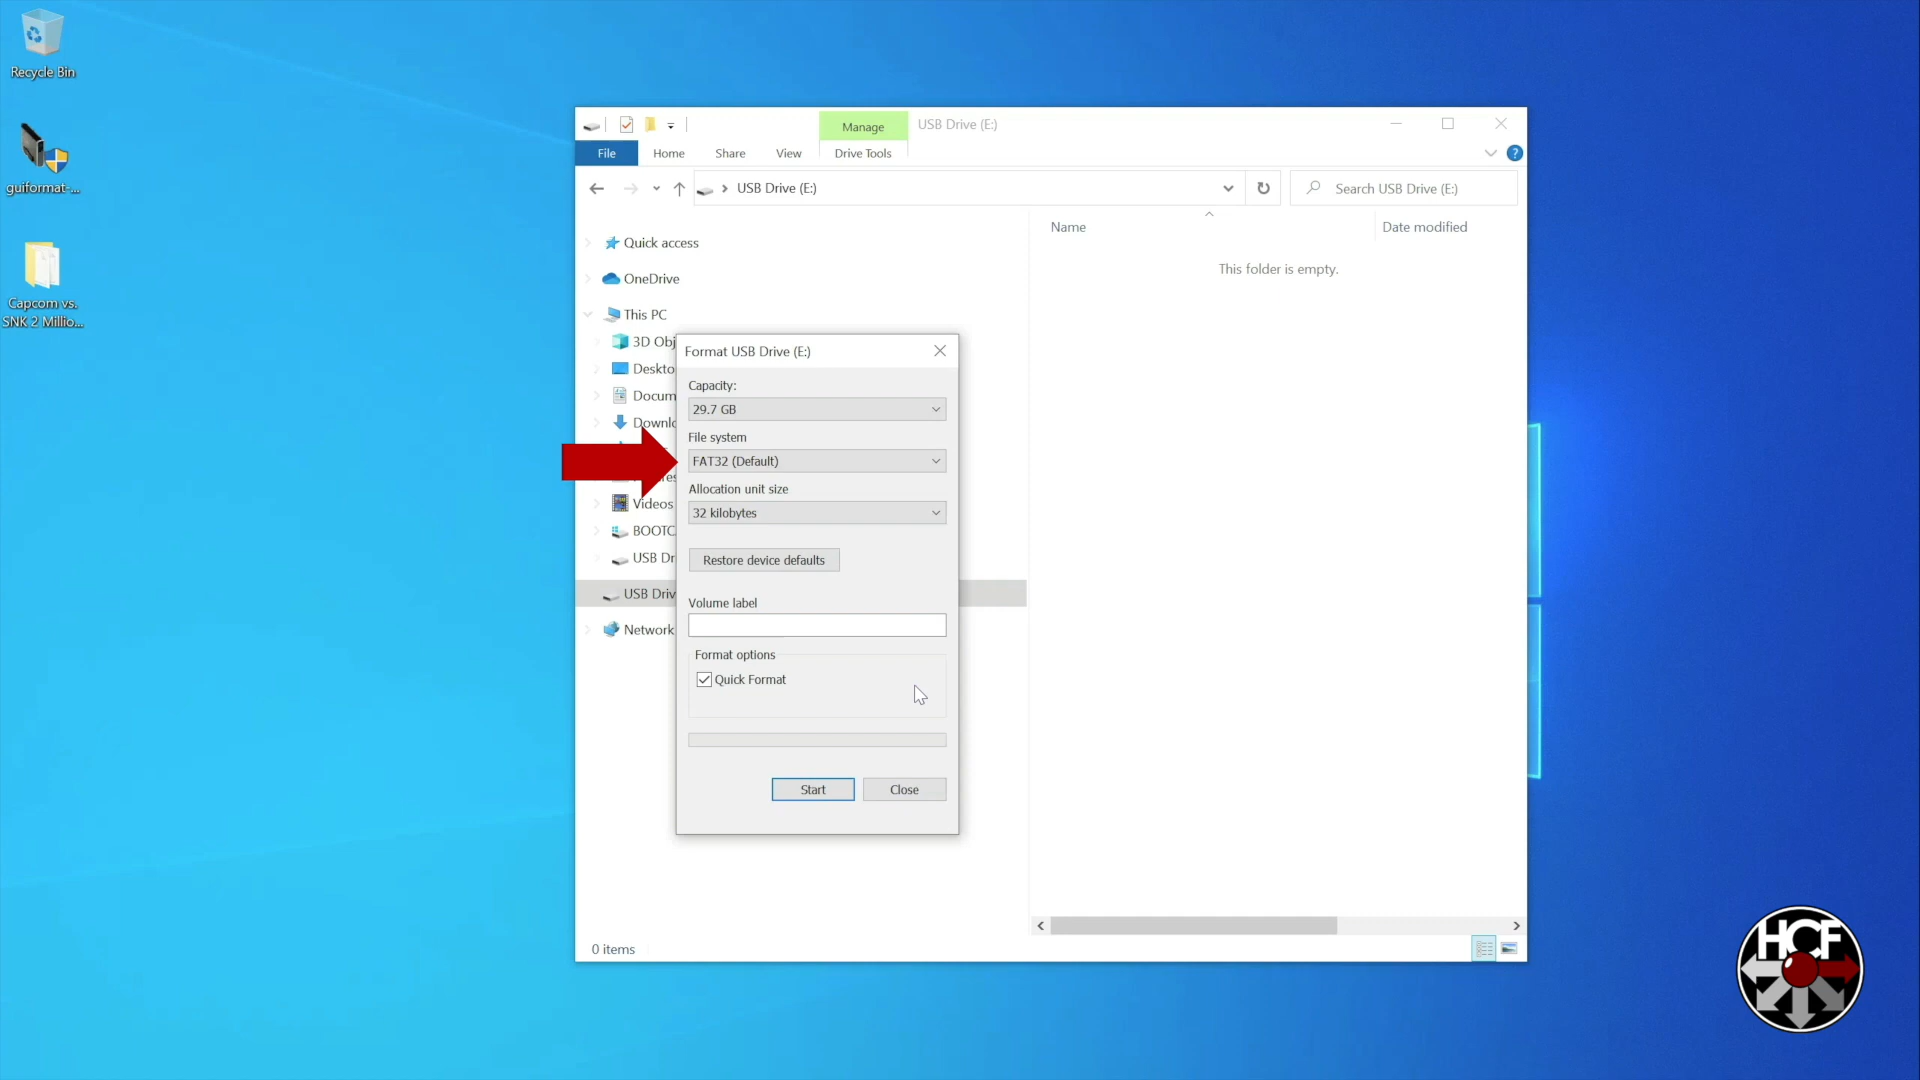 Recycle Bin
guiformat-...
Capcom vs.
SNK 2 Millio...
Manage
USB Drive (E:)
File
Home
Share
View
Drive Tools
USB Drive (E:)
Search USB Drive (E:)
Name
Date modified
This folder is empty.
Quick access
OneDrive
This PC
3D Obj
Deskto
Docum
Downlo
Videos
BOOTC
USB Dr
USB Driv
Network
Format USB Drive (E:)
Capacity:
29.7 GB
File system
FAT32 (Default)
Allocation unit size
32 kilobytes
Restore device defaults
Volume label
Format options
Quick Format
Start
Close
0 items
HCF